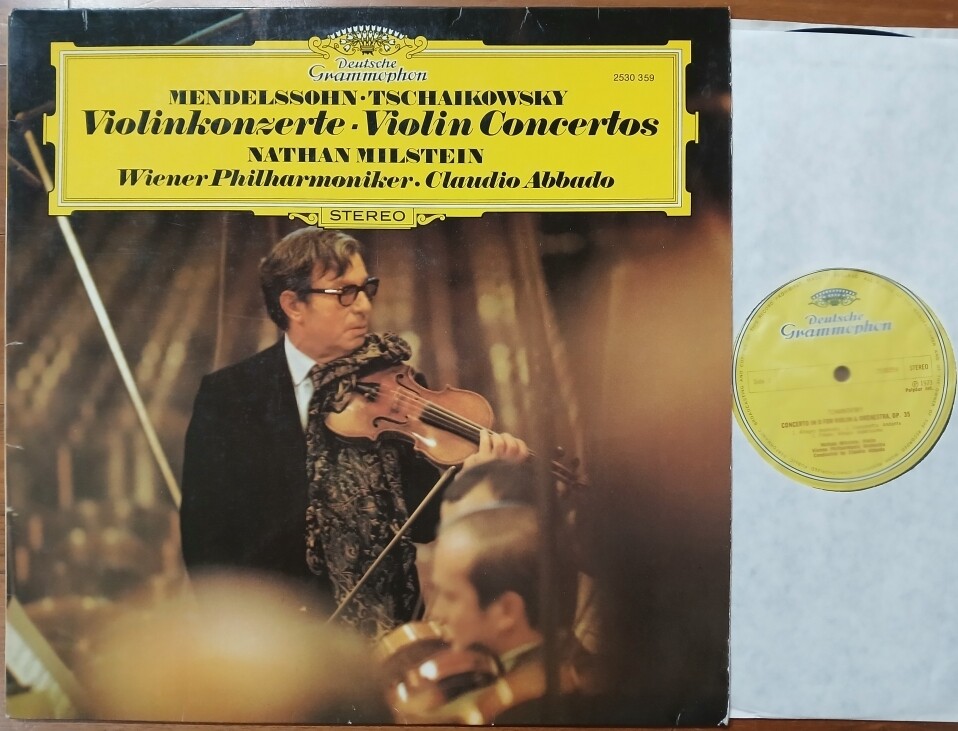 Deutsche
Grammophon
2530 359
MENDELSSOHN·TSCHAIKOWSKY
Violinkonzerte · Violin Concertos
NATHAN MILSTEIN
Wiener Philharmoniker · Claudio Abbado
STEREO
Deutsche
Grammophon
STEREO
CONCERTO IN D FOR VIOLIN & ORCHESTRA, OP. 35